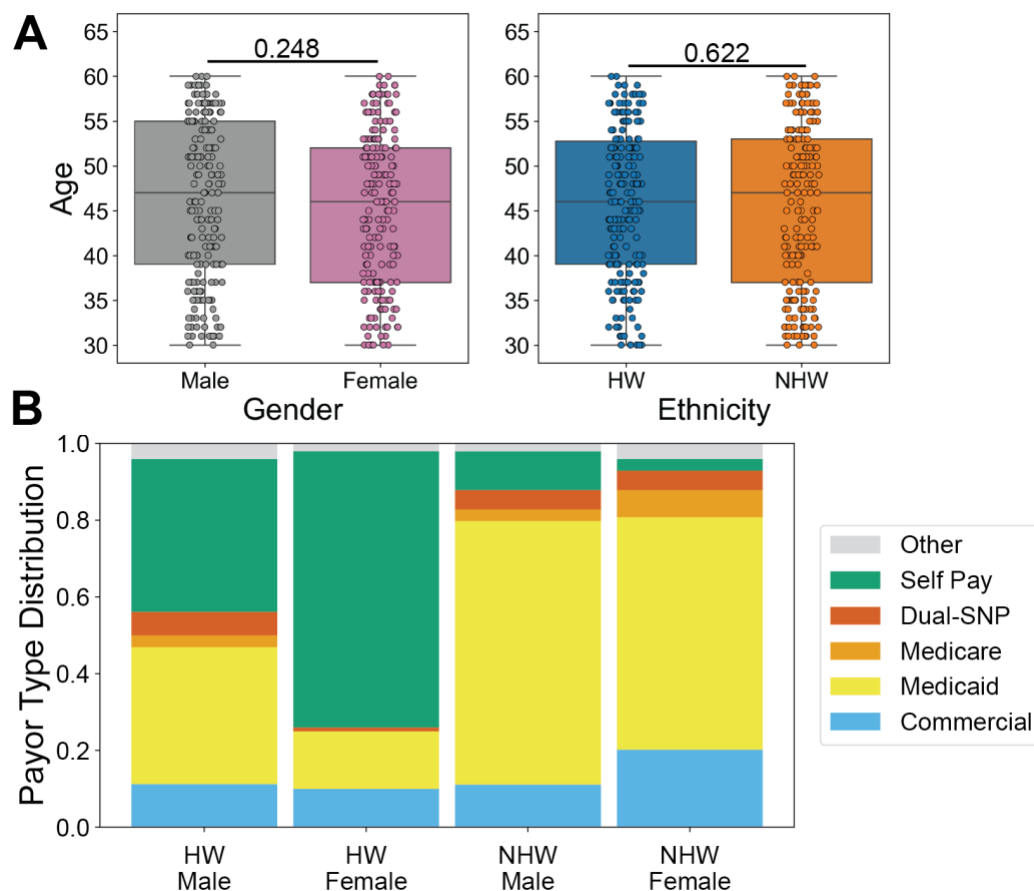 A
65
60
55
50
45
40
35
30
Age
0.248
Male
Female
Gender
65
60
55
50
45
40
35
30
0.622
HW
NHW
Ethnicity
B
1.0
0.8
0.6
0.4
0.2
0.0
Payor Type Distribution
HW
Male
HW
Female
NHW
Male
NHW
Female
Other
Self Pay
Dual-SNP
Medicare
Medicaid
Commercial